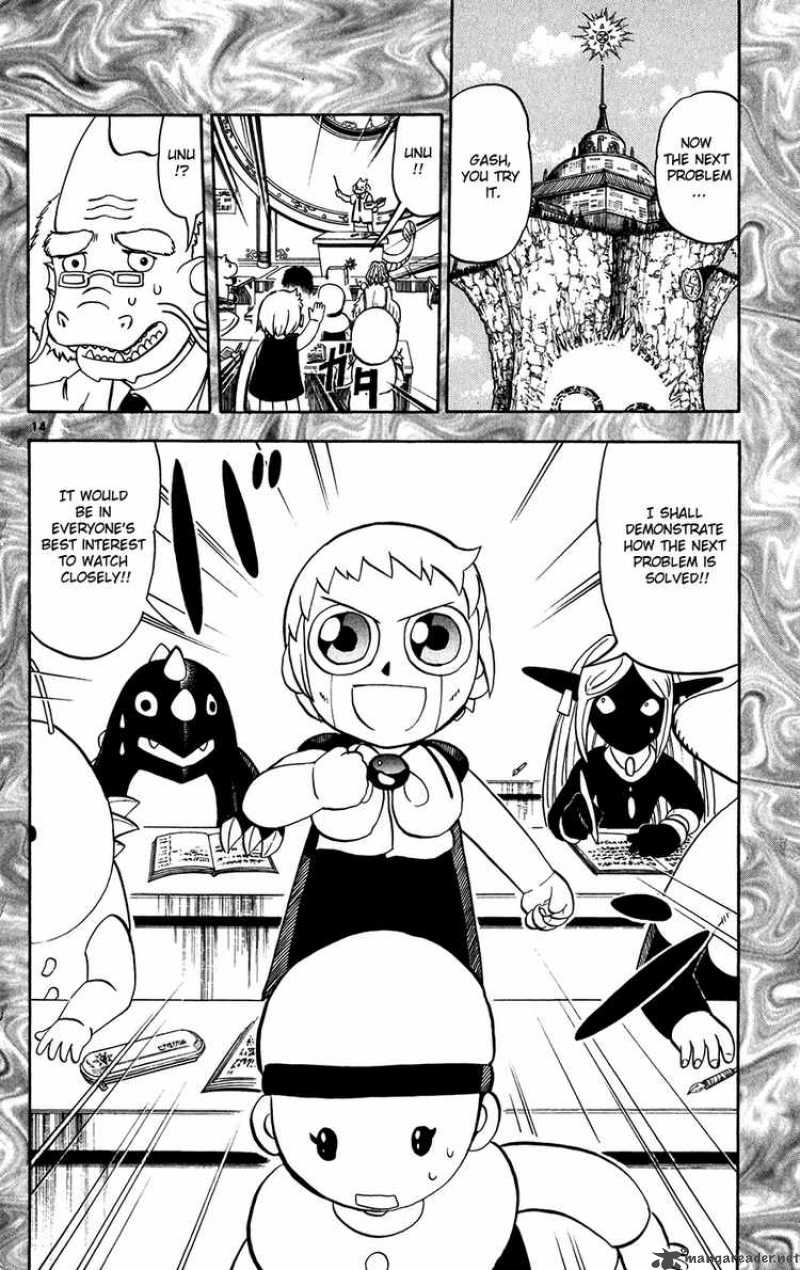 NOW
THE NEXT
PROBLEM
...
GASH,
YOU TRY
IT.
UNU
!!
ガタ
UNU
!?
14
I SHALL
DEMONSTRATE
HOW THE NEXT
PROBLEM IS
SOLVED!!
IT WOULD
BE IN
EVERYONE'S
BEST INTEREST
TO WATCH
CLOSELY!!
mangareader.net